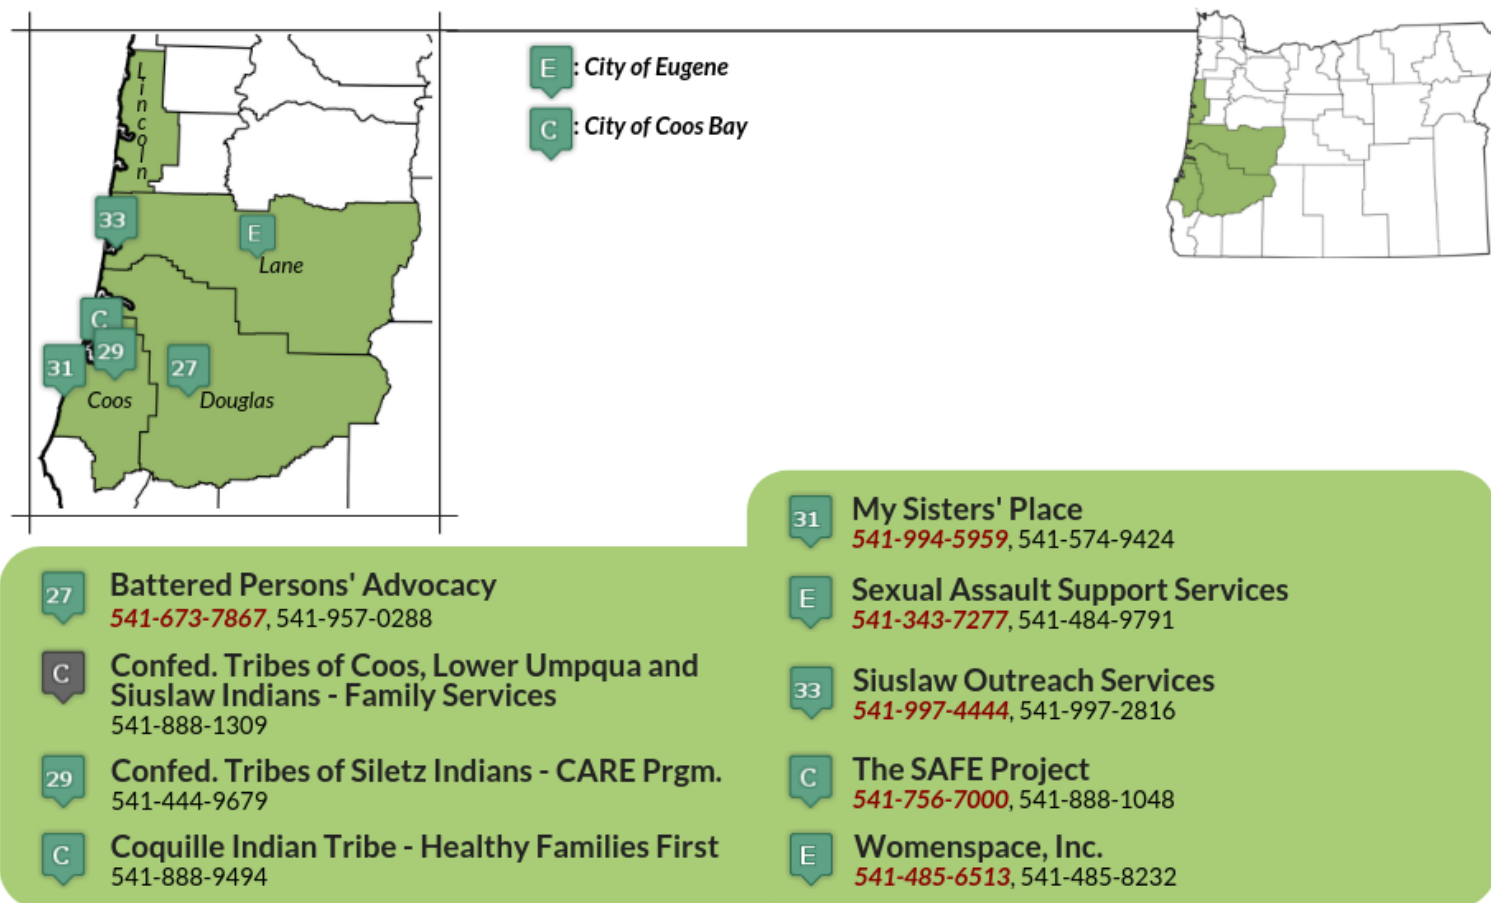 Lincoln
33
E
Lane
C
29
31
27
Coos
Douglas
E : City of Eugene
C : City of Coos Bay
27 Battered Persons' Advocacy
541-673-7867, 541-957-0288
C Confed. Tribes of Coos, Lower Umpqua and
Siuslaw Indians - Family Services
541-888-1309
29 Confed. Tribes of Siletz Indians - CARE Prgm.
541-444-9679
C Coquille Indian Tribe - Healthy Families First
541-888-9494
31 My Sisters' Place
541-994-5959, 541-574-9424
E Sexual Assault Support Services
541-343-7277, 541-484-9791
33 Siuslaw Outreach Services
541-997-4444, 541-997-2816
C The SAFE Project
541-756-7000, 541-888-1048
E Womenspace, Inc.
541-485-6513, 541-485-8232